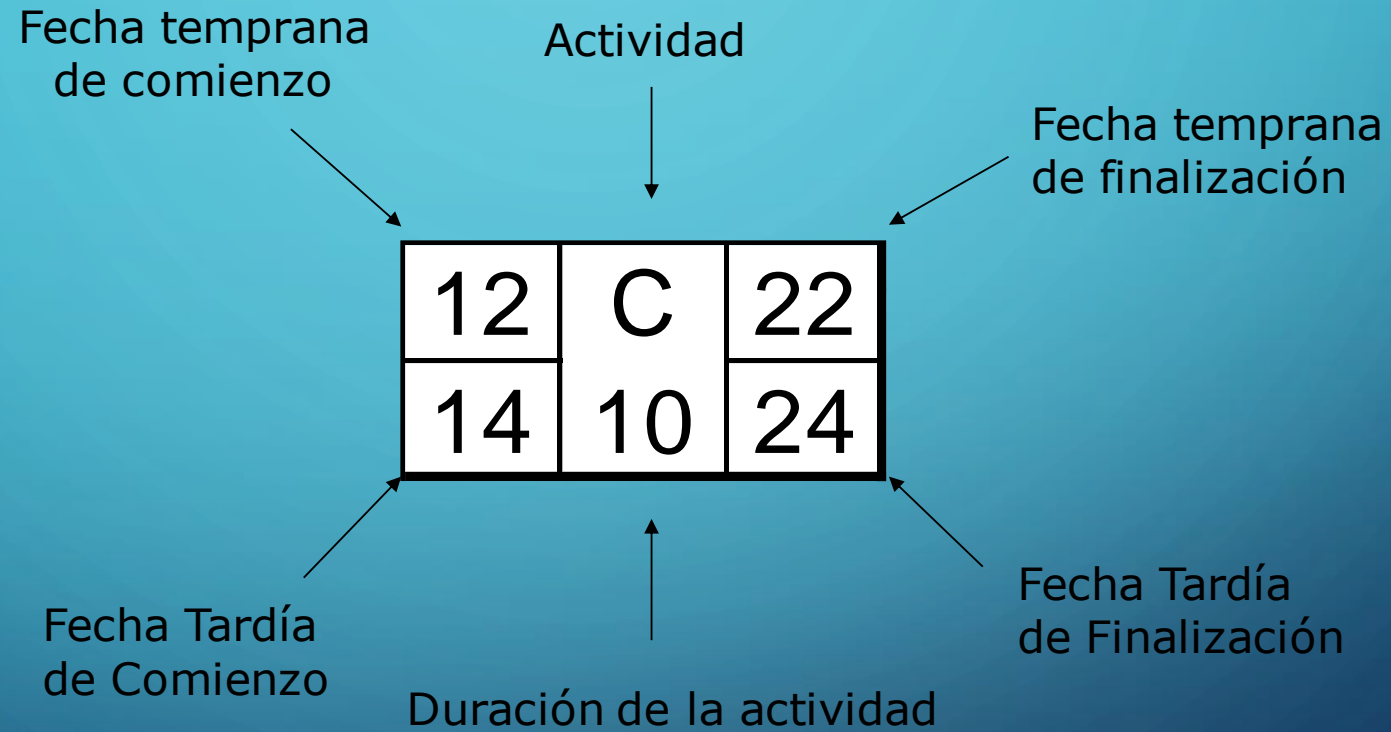 Fecha temprana
de comienzo
Actividad
Fecha temprana
de finalización
12 C 22
14 10 24
Fecha Tardía
de Comienzo
Duración de la actividad
Fecha Tardía
de Finalización